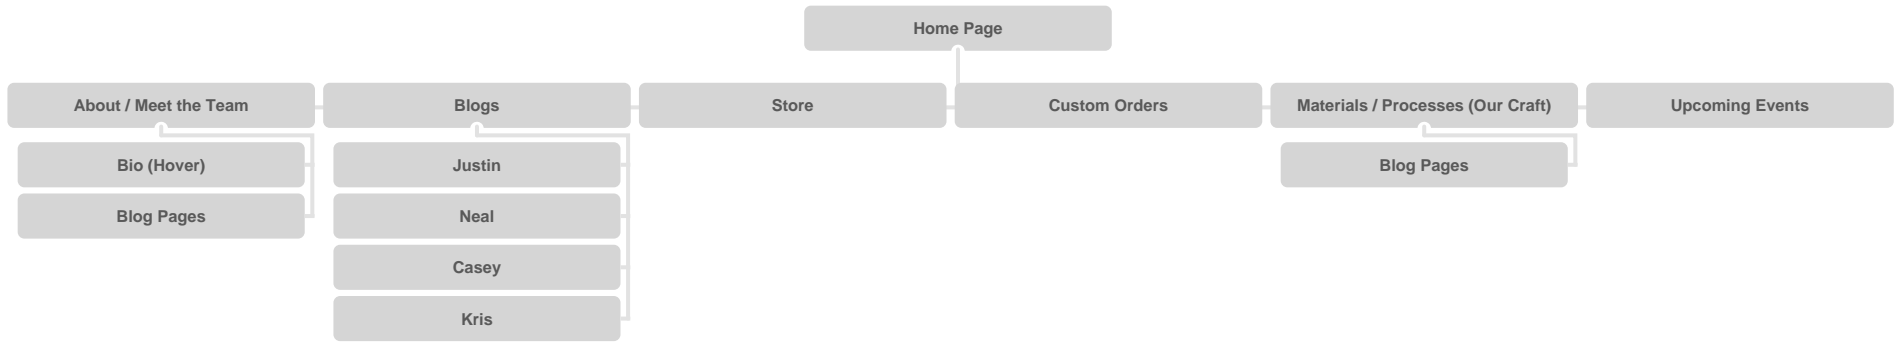 Home Page
About / Meet the Team
Blogs
Store
Custom Orders
Materials / Processes (Our Craft)
Upcoming Events
Bio (Hover)
Blog Pages
Justin
Neal
Casey
Kris
Blog Pages